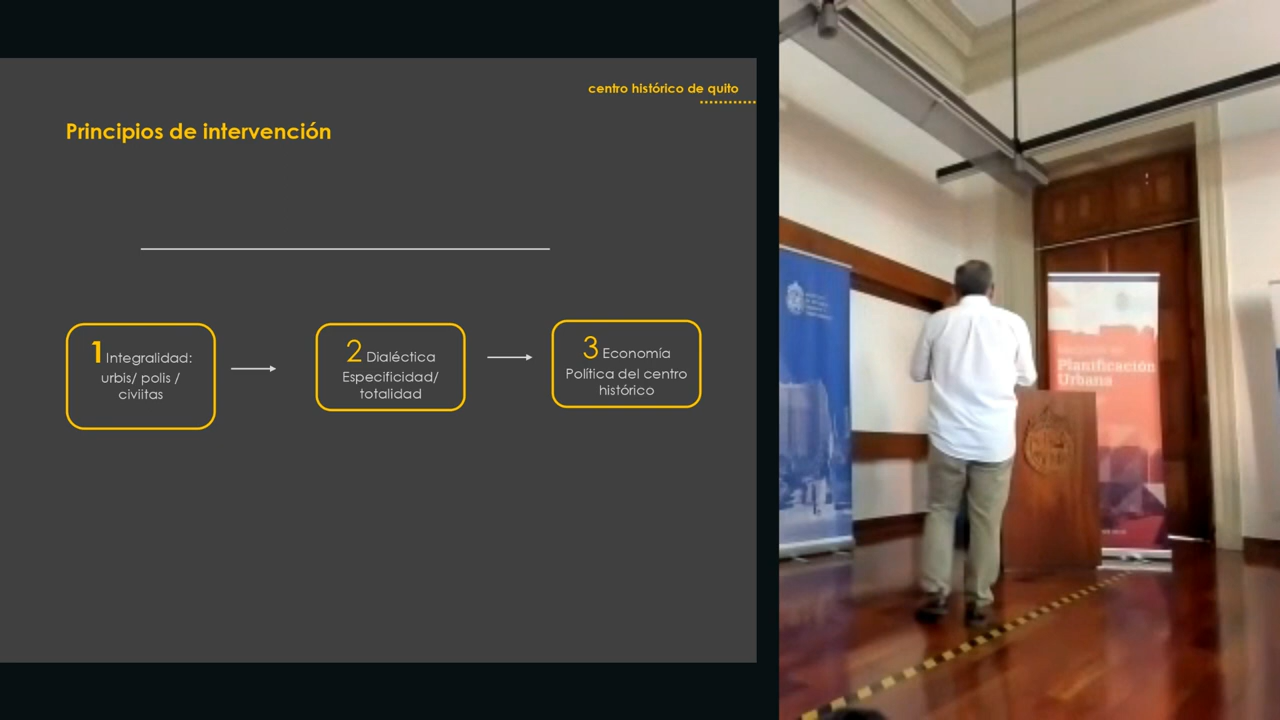 centro histórico de quito
Principios de intervención
1 Integralidad:
urbis/ polis /
civiitas
2 Dialéctica
Especificidad/
totalidad
3 Economía
Política del centro
histórico
Planificación
Urbana